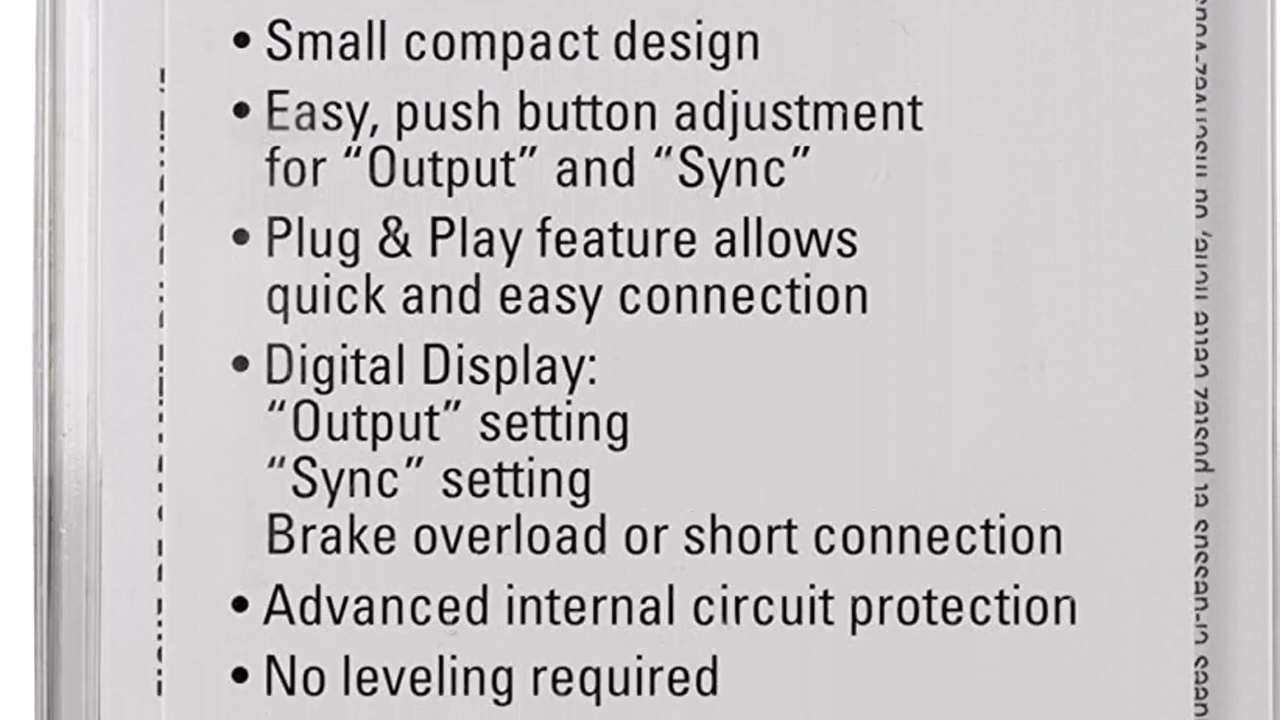 • Small compact design
• Easy, push button adjustment
for “Output” and “Sync”
• Plug & Play feature allows
quick and easy connection
• Digital Display:
“Output” setting
“Sync” setting
Brake overload or short connection
• Advanced internal circuit protection
• No leveling required